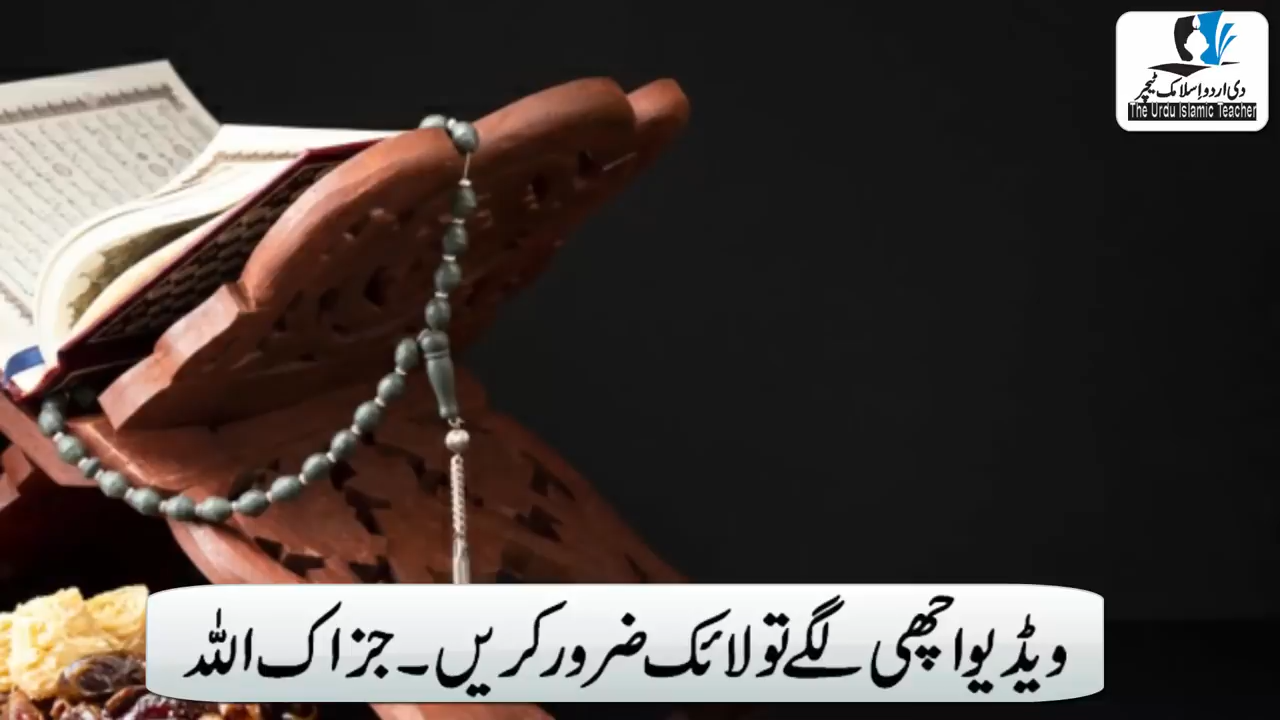 دی اردو اسلامک ٹیچر
The Urdu Islamic Teacher
ویڈیو اچھی لگے تو لائک ضرور کریں۔ جزاک اللہ